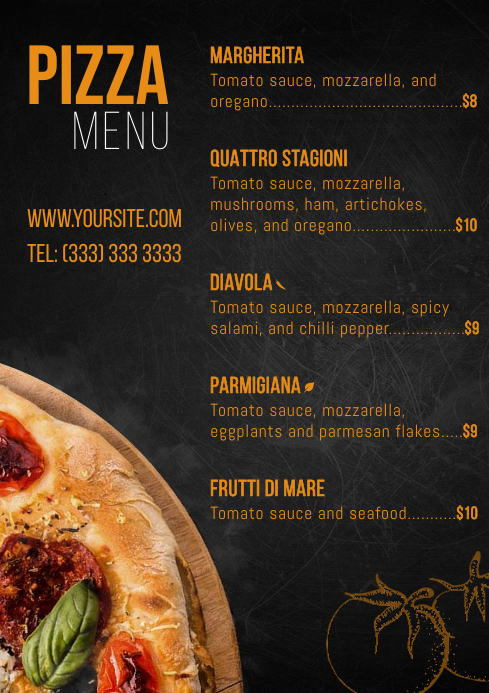 PIZZA
MENU
WWW.YOURSITE.COM
TEL: (333) 333 3333
MARGHERITA
Tomato sauce, mozzarella, and
oregano..........................................$8
QUATTRO STAGIONI
Tomato sauce, mozzarella,
mushrooms, ham, artichokes,
olives, and oregano......................$10
DIAVOLA
Tomato sauce, mozzarella, spicy
salami, and chilli pepper................$9
PARMIGIANA
Tomato sauce, mozzarella,
eggplants and parmesan flakes.....$9
FRUTTI DI MARE
Tomato sauce and seafood...........$10